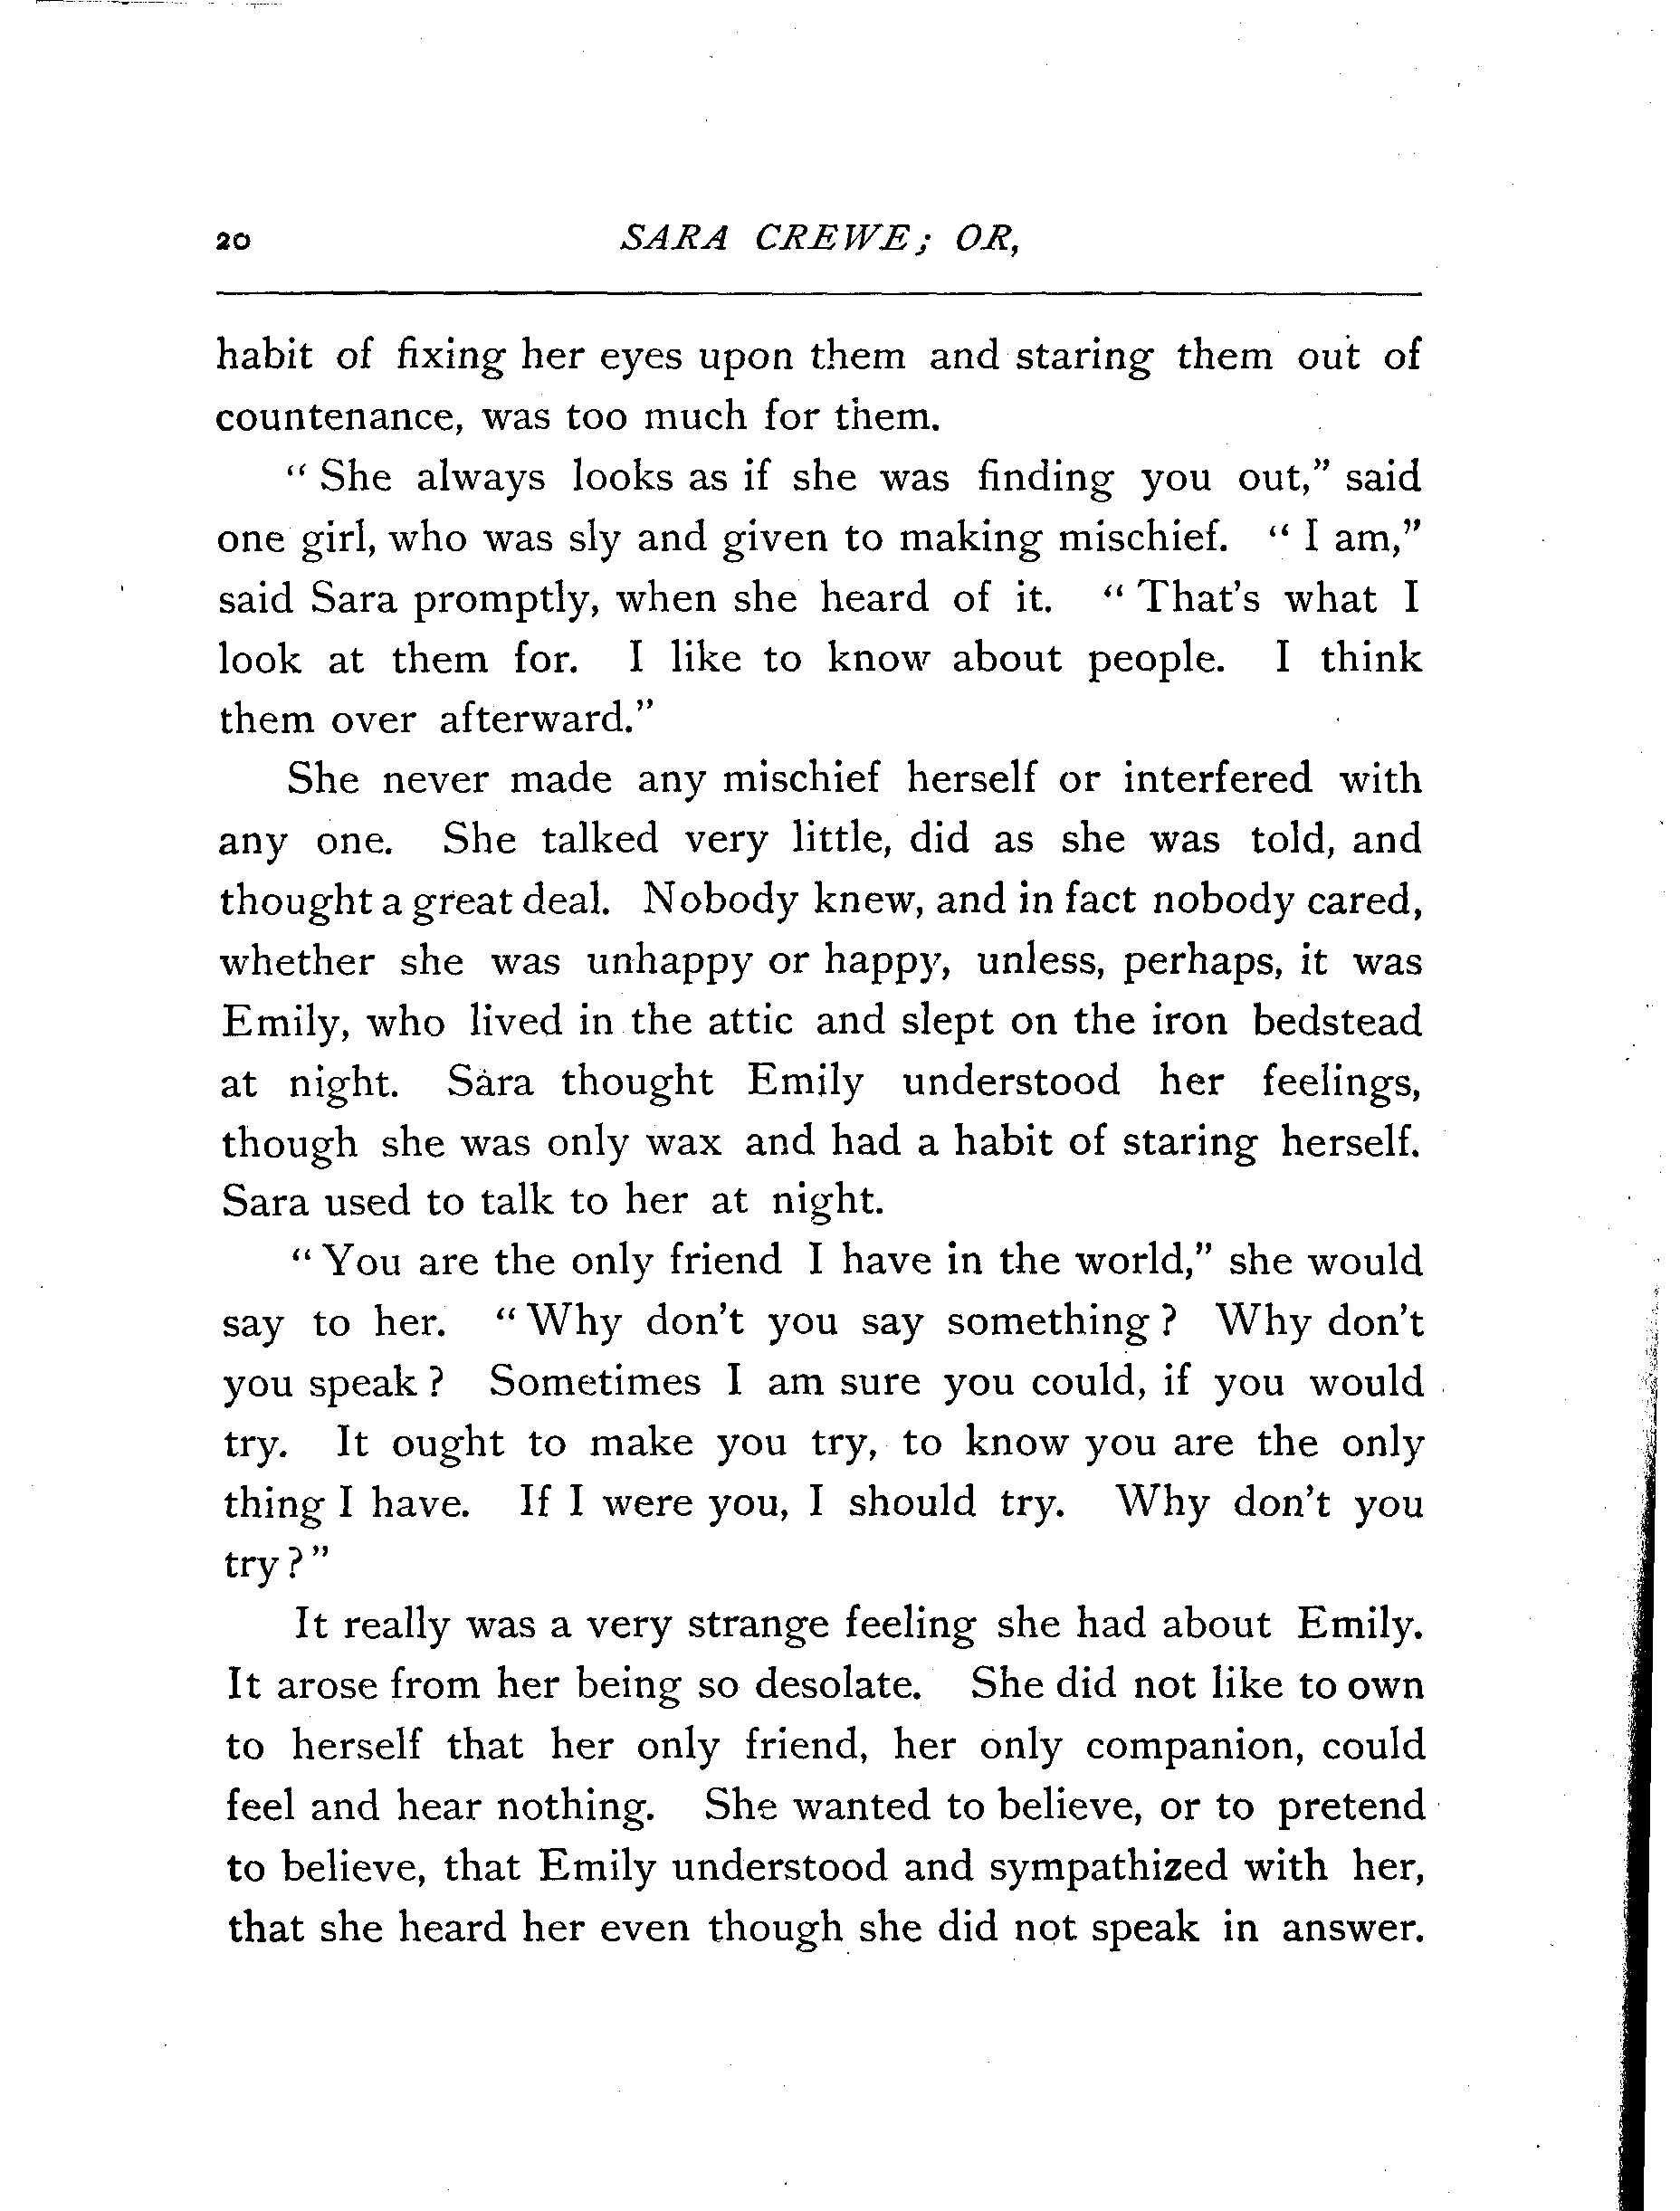 20 SARA CREWE; OR,
habit of fixing her eyes upon them and staring them out of
countenance, was too much for them.
“ She always looks as if she was finding you out,” said
one girl, who was sly and given to making mischief. “ I am,”
said Sara promptly, when she heard of it. “ That's what I
look at them for. I like to know about people. I think
them over afterward.”
She never made any mischief herself or interfered with
any one. She talked very little, did as she was told, and
thought a great deal. Nobody knew, and in fact nobody cared,
whether she was unhappy or happy, unless, perhaps, it was
Emily, who lived in the attic and slept on the iron bedstead
at night. Sara thought Emily understood her feelings,
though she was only wax and had a habit of staring herself.
Sara used to talk to her at night.
“ You are the only friend I have in the world,” she would
say to her. “ Why don't you say something ? Why don't
you speak ? Sometimes I am sure you could, if you would
try. It ought to make you try, to know you are the only
thing I have. If I were you, I should try. Why don't you
try ? ”
It really was a very strange feeling she had about Emily.
It arose from her being so desolate. She did not like to own
to herself that her only friend, her only companion, could
feel and hear nothing. She wanted to believe, or to pretend
to believe, that Emily understood and sympathized with her,
that she heard her even though she did not speak in answer.